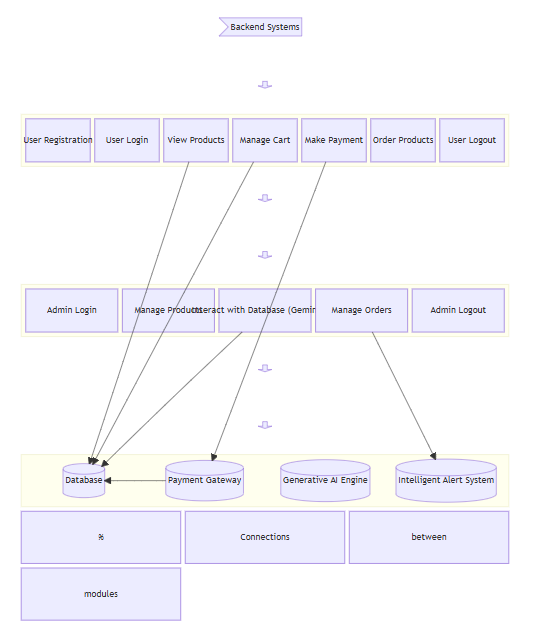 Backend Systems
User Registration
User Login
View Products
Manage Cart
Make Payment
Order Products
User Logout
Admin Login
Manage Products
nteract with Database (Gemin
Manage Orders
Admin Logout
Database
Payment Gateway
Generative AI Engine
Intelligent Alert System
%
Connections
between
modules